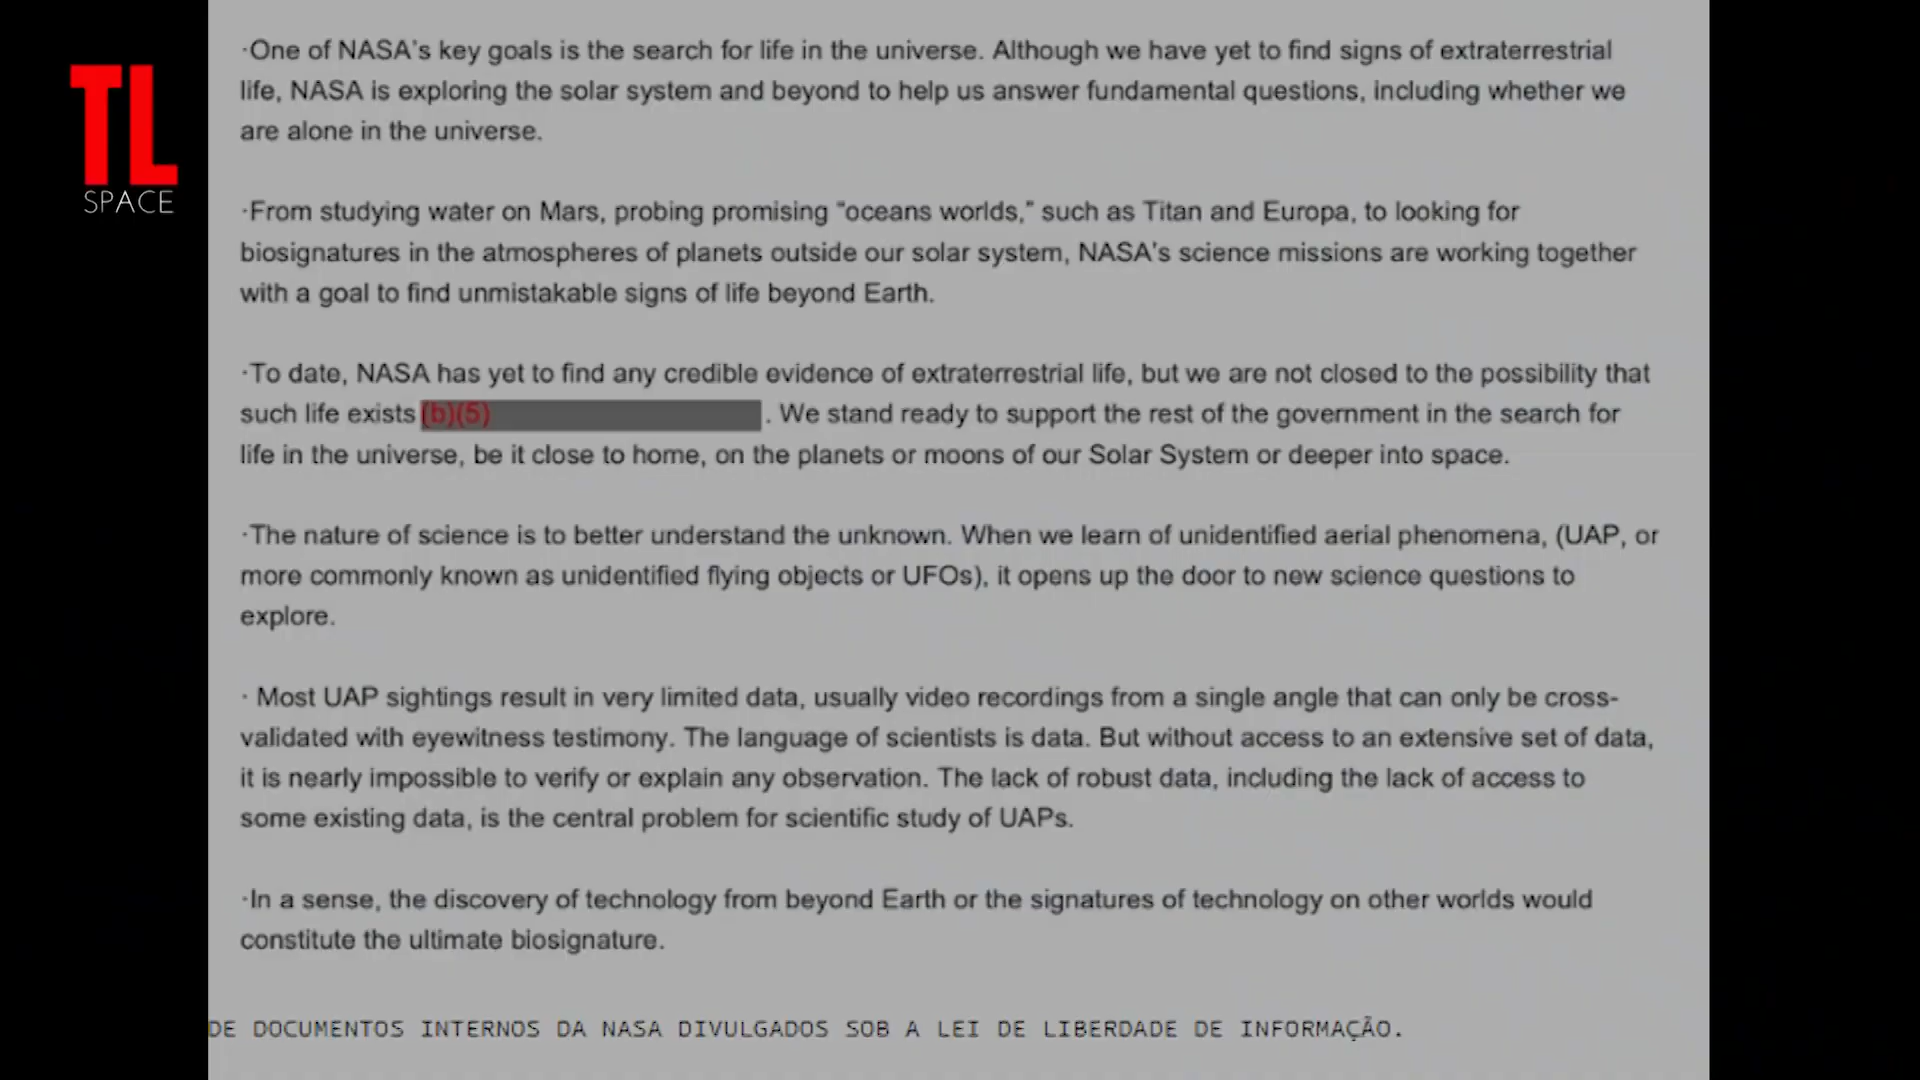 TL
SPACE
·One of NASA's key goals is the search for life in the universe. Although we have yet to find signs of extraterrestrial
life, NASA is exploring the solar system and beyond to help us answer fundamental questions, including whether we
are alone in the universe.
·From studying water on Mars, probing promising "oceans worlds," such as Titan and Europa, to looking for
biosignatures in the atmospheres of planets outside our solar system, NASA's science missions are working together
with a goal to find unmistakable signs of life beyond Earth.
·To date, NASA has yet to find any credible evidence of extraterrestrial life, but we are not closed to the possibility that
such life exists (b)(5) . We stand ready to support the rest of the government in the search for
life in the universe, be it close to home, on the planets or moons of our Solar System or deeper into space.
·The nature of science is to better understand the unknown. When we learn of unidentified aerial phenomena, (UAP, or
more commonly known as unidentified flying objects or UFOs), it opens up the door to new science questions to
explore.
· Most UAP sightings result in very limited data, usually video recordings from a single angle that can only be cross-
validated with eyewitness testimony. The language of scientists is data. But without access to an extensive set of data,
it is nearly impossible to verify or explain any observation. The lack of robust data, including the lack of access to
some existing data, is the central problem for scientific study of UAPs.
·In a sense, the discovery of technology from beyond Earth or the signatures of technology on other worlds would
constitute the ultimate biosignature.
DE DOCUMENTOS INTERNOS DA NASA DIVULGADOS SOB A LEI DE LIBERDADE DE INFORMAÇÃO.